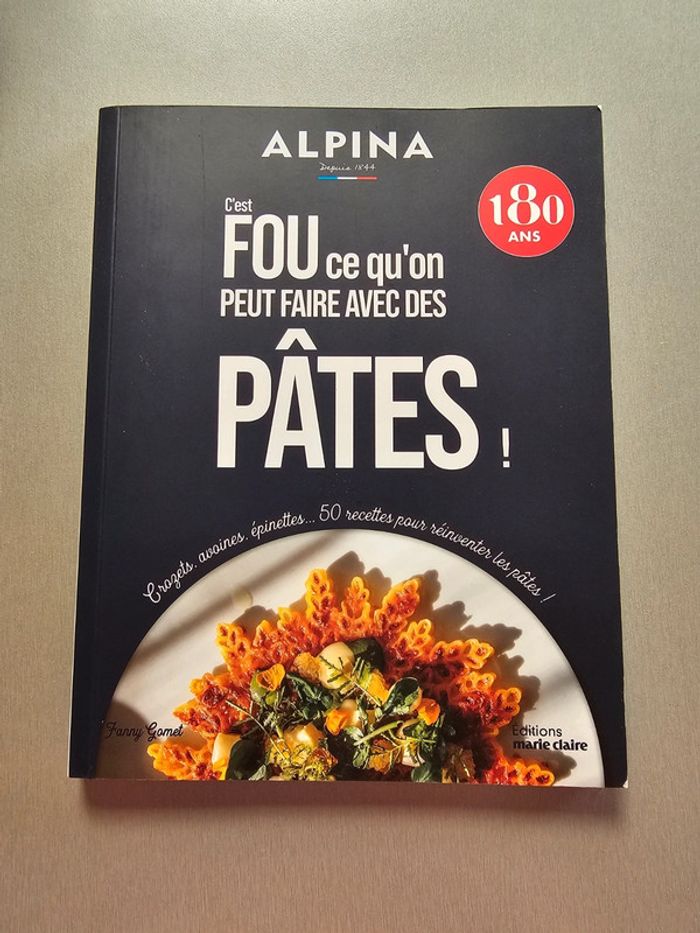 ALPINA
Depuis 1844
180
ANS
C'est
FOU ce qu'on
PEUT FAIRE AVEC DES
PÂTES !
Crozets, avoines, épinettes... 50 recettes pour réinventer les pâtes !
Fanny Gomet
Éditions
marie claire